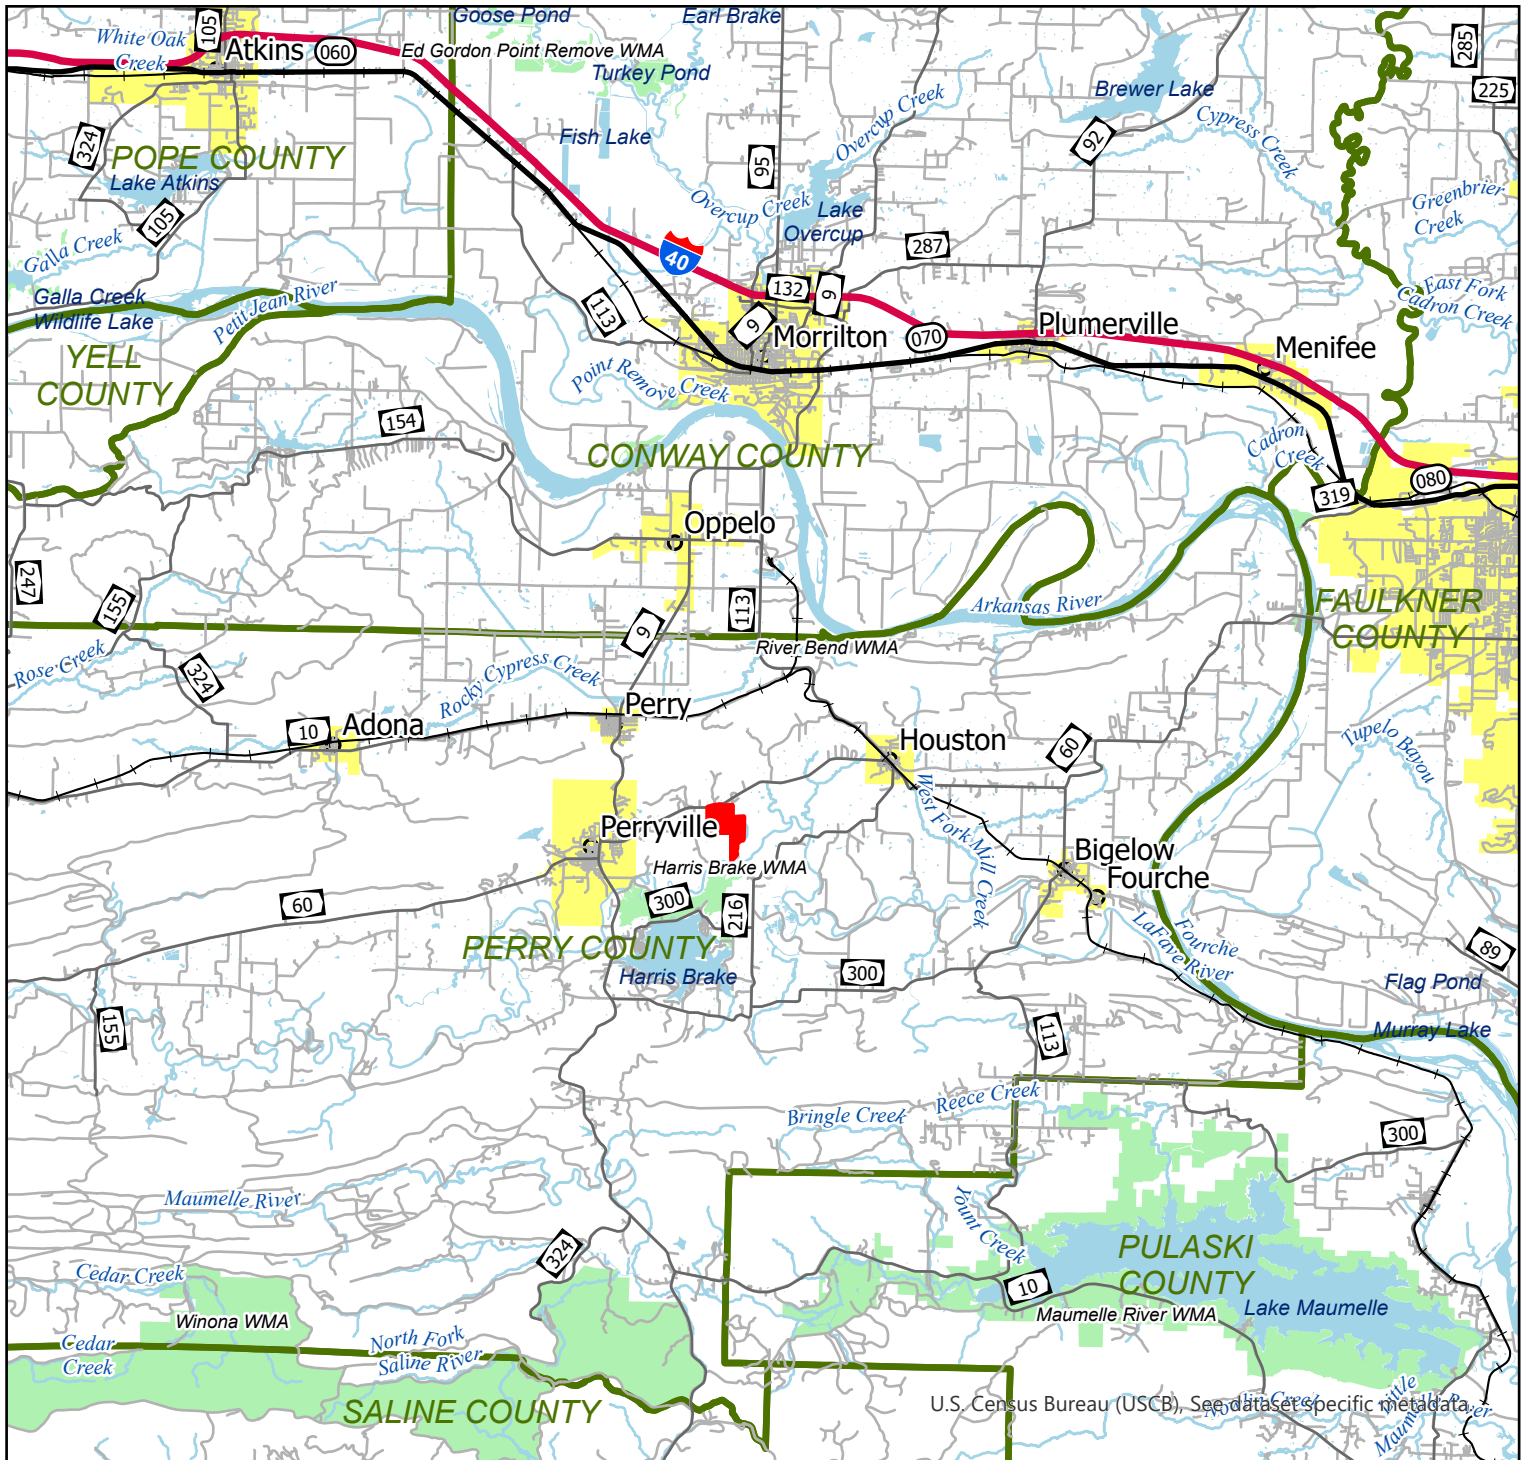 Goose Pond
Earl Brake
105
White Oak
Creek
Atkins
060
Ed Gordon Point Remove WMA
285
Turkey Pond
Brewer Lake
225
Overcup Creek
Cypress Creek
Fish Lake
324
92
POPE COUNTY
95
Lake Atkins
Greenbrier
Creek
Overcup Creek
Lake
Overcup
105
Galla Creek
287
40
East Fork
Cadron Creek
Galla Creek
Wildlife Lake
Petit Jean River
132
9
113
9
Morrilton
070
Plumerville
Menifee
YELL
COUNTY
Point Remove Creek
154
CONWAY COUNTY
Cadron
Creek
080
319
Oppelo
247
155
113
Arkansas River
FAULKNER
COUNTY
9
River Bend WMA
Rose Creek
324
Rocky Cypress Creek
Perry
10
Adona
Houston
60
Tupelo Bayou
West Fork Mill Creek
Perryville
Bigelow
Harris Brake WMA
Fourche
60
300
216
PERRY COUNTY
Harris Brake
300
Fourche
LaFave River
89
Flag Pond
155
113
Murray Lake
Reece Creek
Bringle Creek
300
Maumelle River
Yount Creek
324
PULASKI
COUNTY
Cedar Creek
10
Winona WMA
Maumelle River WMA
Lake Maumelle
Cedar
Creek
North Fork
Saline River
SALINE COUNTY
Little
Maumelle River
Nowlin Creek
U.S. Census Bureau (USCB), See dataset specific metadata.